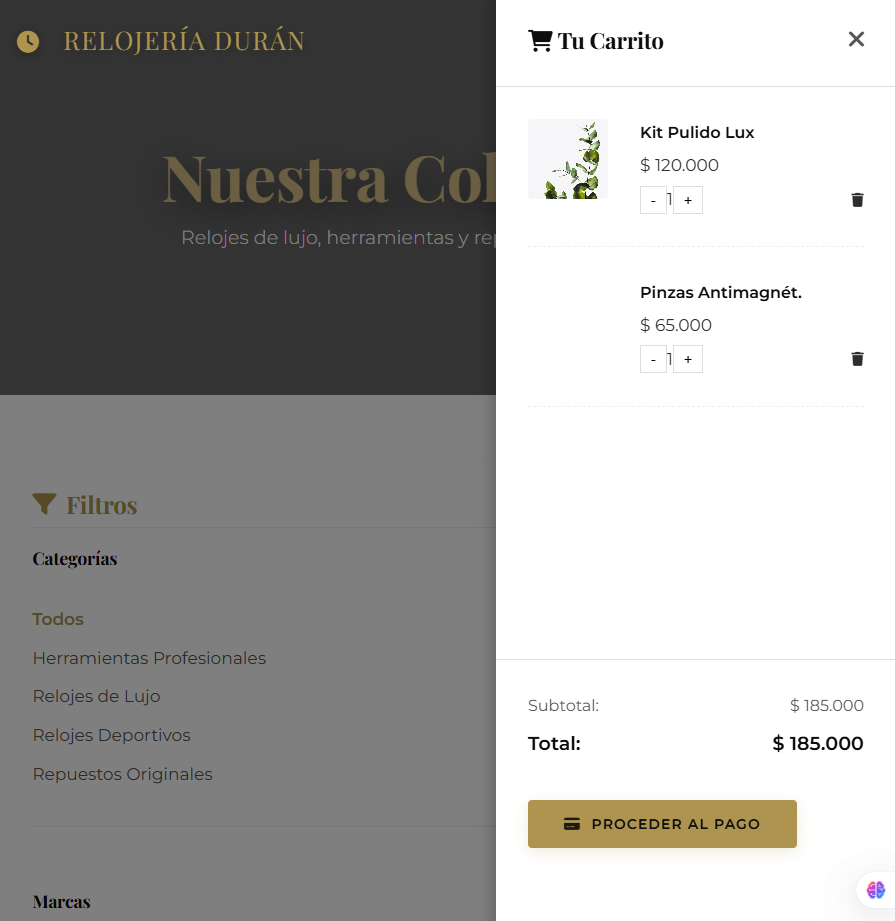 RELOJERÍA DURÁN
Nuestra Col
Relojes de lujo, herramientas y rep
Filtros
Categorías
Todos
Herramientas Profesionales
Relojes de Lujo
Relojes Deportivos
Repuestos Originales
Marcas
Tu Carrito
Kit Pulido Lux
$ 120.000
- 1 +
Pinzas Antimagnét.
$ 65.000
- 1 +
Subtotal: $ 185.000
Total: $ 185.000
PROCEDER AL PAGO